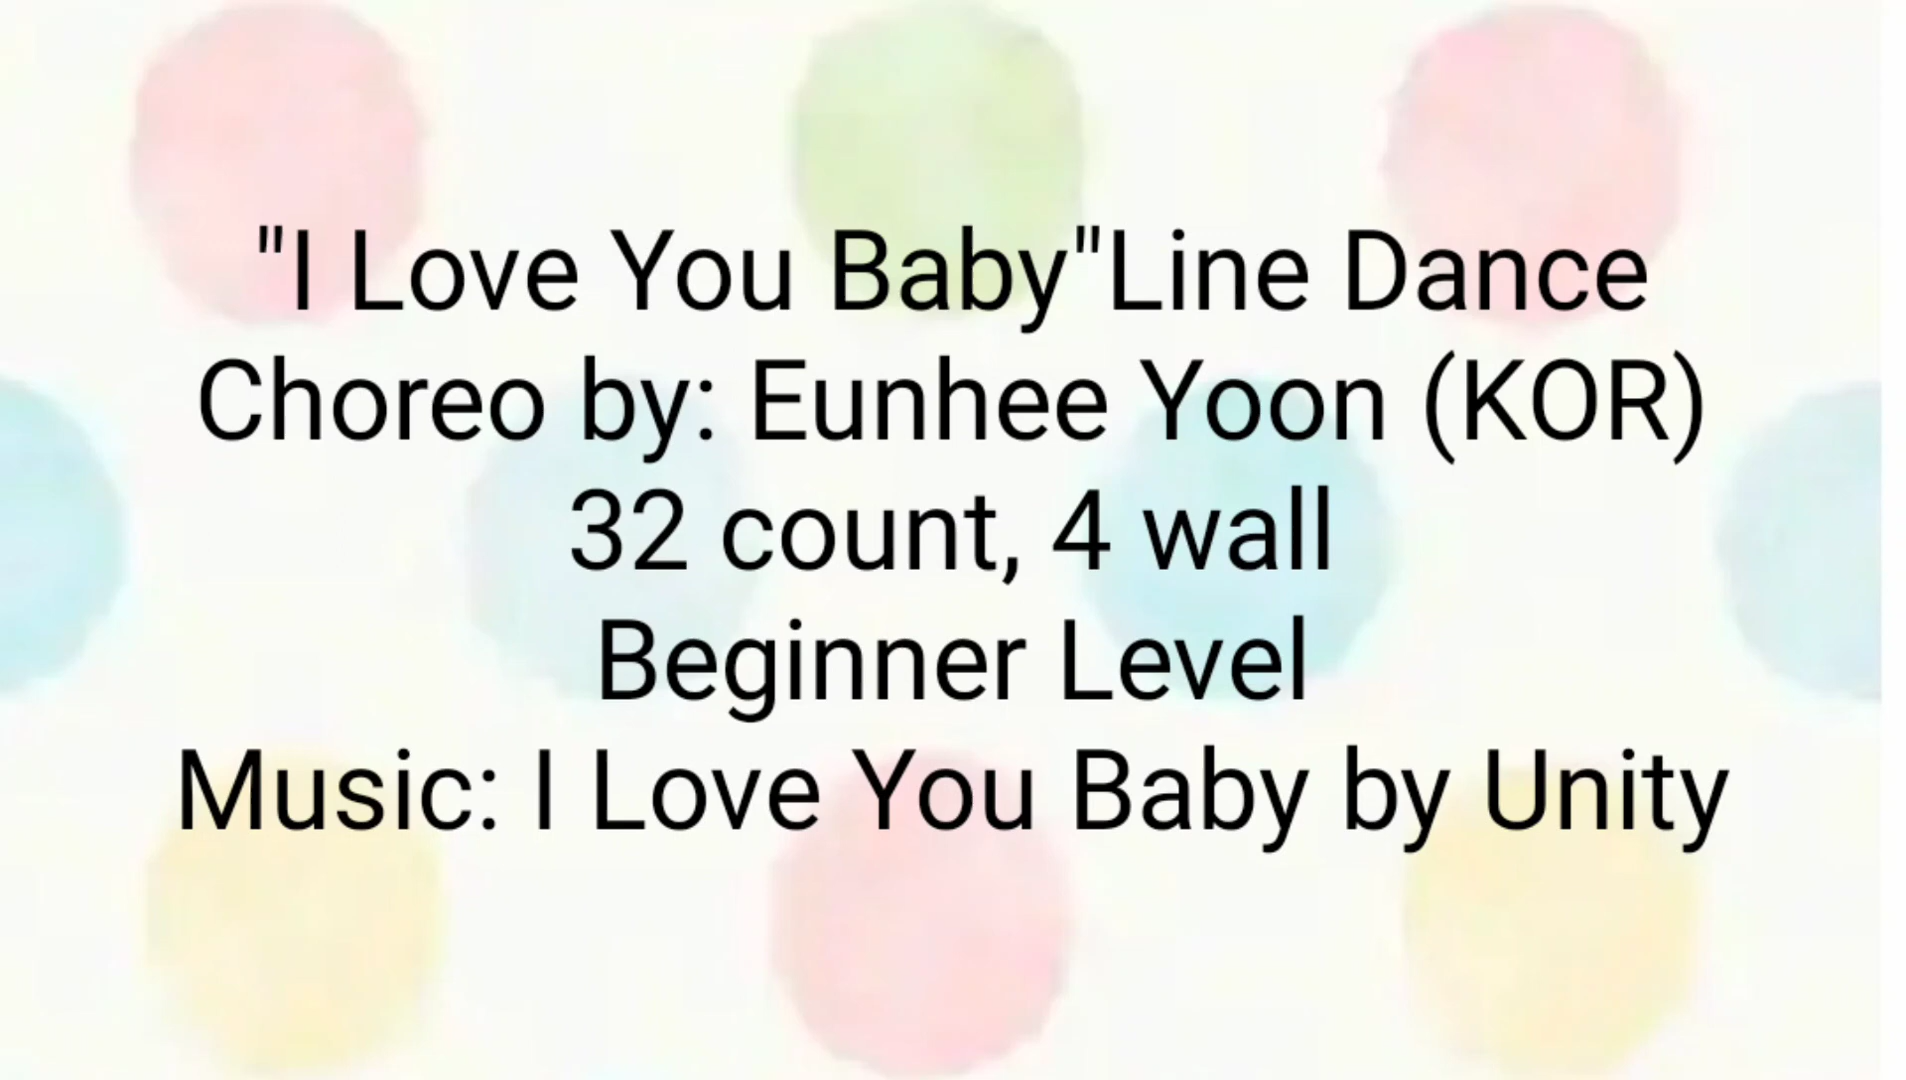 "I Love You Baby"Line Dance
Choreo by: Eunhee Yoon (KOR)
32 count, 4 wall
Beginner Level
Music: I Love You Baby by Unity